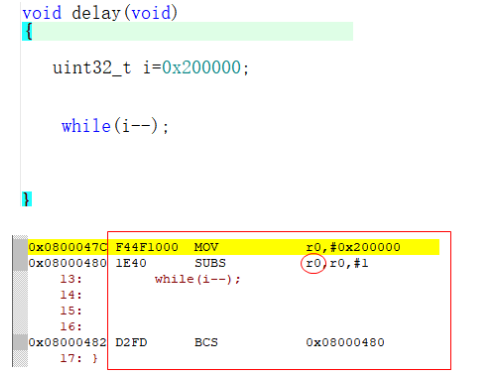 void delay(void)
{
uint32_t i=0x200000;
while(i--);
}
0x0800047C F44F1000 MOV r0,#0x200000
0x08000480 1E40 SUBS r0,r0,#1
13: while(i--);
14:
15:
16:
0x08000482 D2FD BCS 0x08000480
17: }